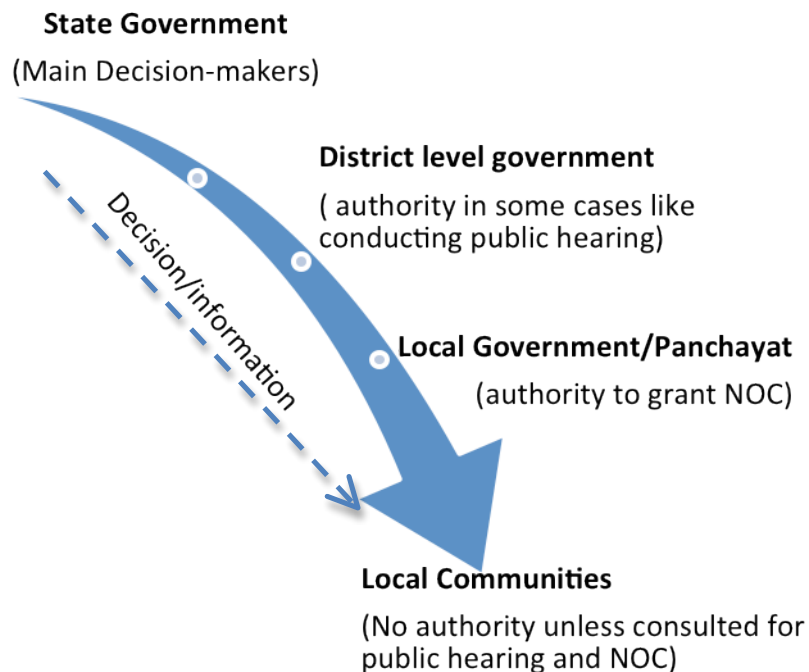 State Government
(Main Decision-makers)
District level government
( authority in some cases like
conducting public hearing)
Decision/information
Local Government/Panchayat
(authority to grant NOC)
Local Communities
(No authority unless consulted for
public hearing and NOC)